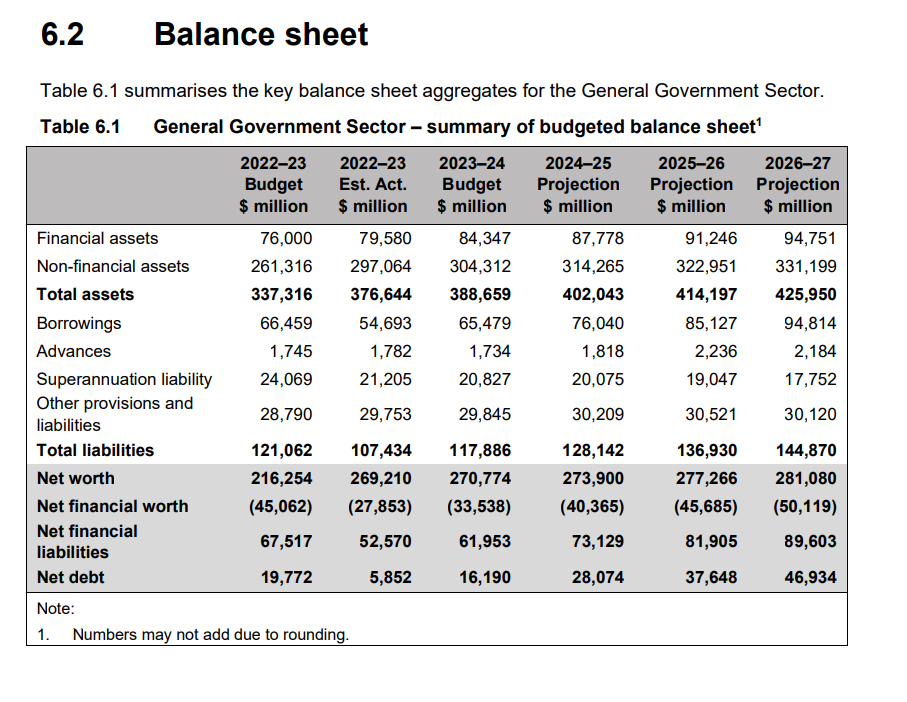 6.2 Balance sheet
Table 6.1 summarises the key balance sheet aggregates for the General Government Sector.
Table 6.1 General Government Sector – summary of budgeted balance sheet¹
2022–23 2022–23 2023–24 2024–25 2025–26 2026–27
Budget Est. Act. Budget Projection Projection Projection
$ million $ million $ million $ million $ million $ million
Financial assets 76,000 79,580 84,347 87,778 91,246 94,751
Non-financial assets 261,316 297,064 304,312 314,265 322,951 331,199
Total assets 337,316 376,644 388,659 402,043 414,197 425,950
Borrowings 66,459 54,693 65,479 76,040 85,127 94,814
Advances 1,745 1,782 1,734 1,818 2,236 2,184
Superannuation liability 24,069 21,205 20,827 20,075 19,047 17,752
Other provisions and
liabilities 28,790 29,753 29,845 30,209 30,521 30,120
Total liabilities 121,062 107,434 117,886 128,142 136,930 144,870
Net worth 216,254 269,210 270,774 273,900 277,266 281,080
Net financial worth (45,062) (27,853) (33,538) (40,365) (45,685) (50,119)
Net financial
liabilities 67,517 52,570 61,953 73,129 81,905 89,603
Net debt 19,772 5,852 16,190 28,074 37,648 46,934
Note:
1. Numbers may not add due to rounding.